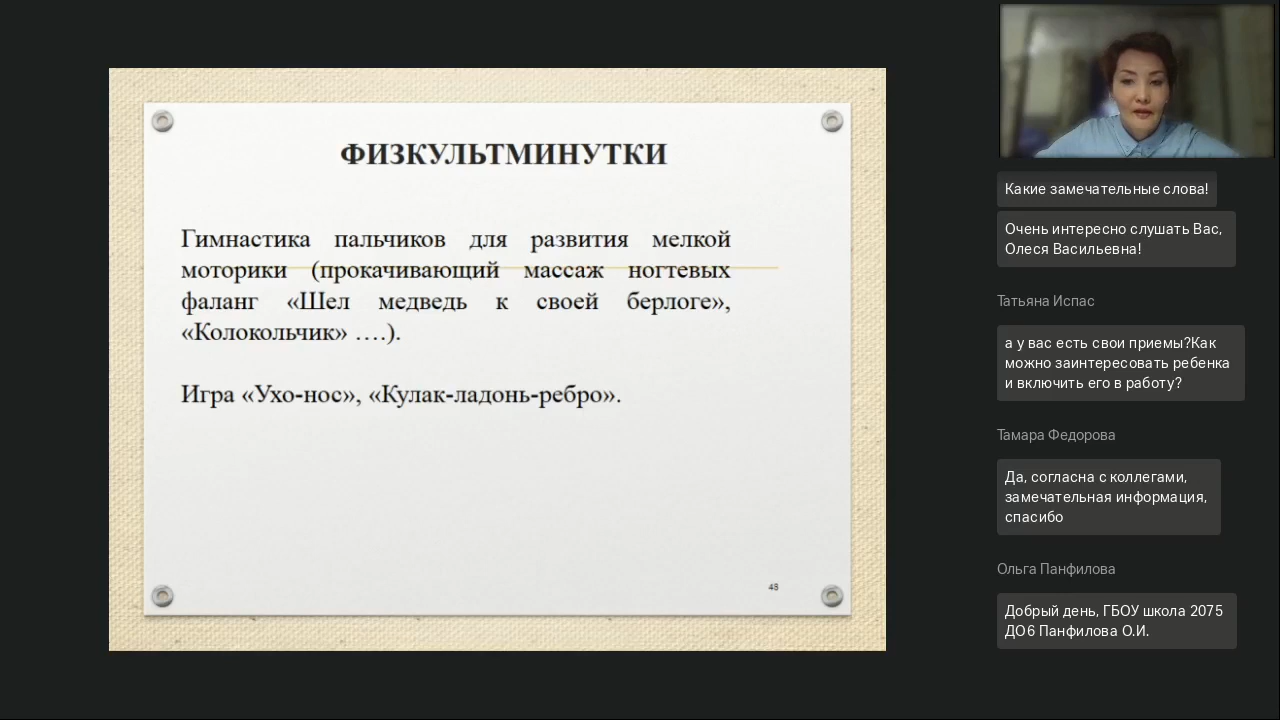 ФИЗКУЛЬТМИНУТКИ
Гимнастика пальчиков для развития мелкой
моторики (прокачивающий массаж ногтевых
фаланг «Шел медведь к своей берлоге»,
«Колокольчик» ….).
Игра «Ухо-нос», «Кулак-ладонь-ребро».
48
Какие замечательные слова!
Очень интересно слушать Вас,
Олеся Васильевна!
Татьяна Испас
а у вас есть свои приемы?Как
можно заинтересовать ребенка
и включить его в работу?
Тамара Федорова
Да, согласна с коллегами,
замечательная информация,
спасибо
Ольга Панфилова
Добрый день, ГБОУ школа 2075
ДО6 Панфилова О.И.